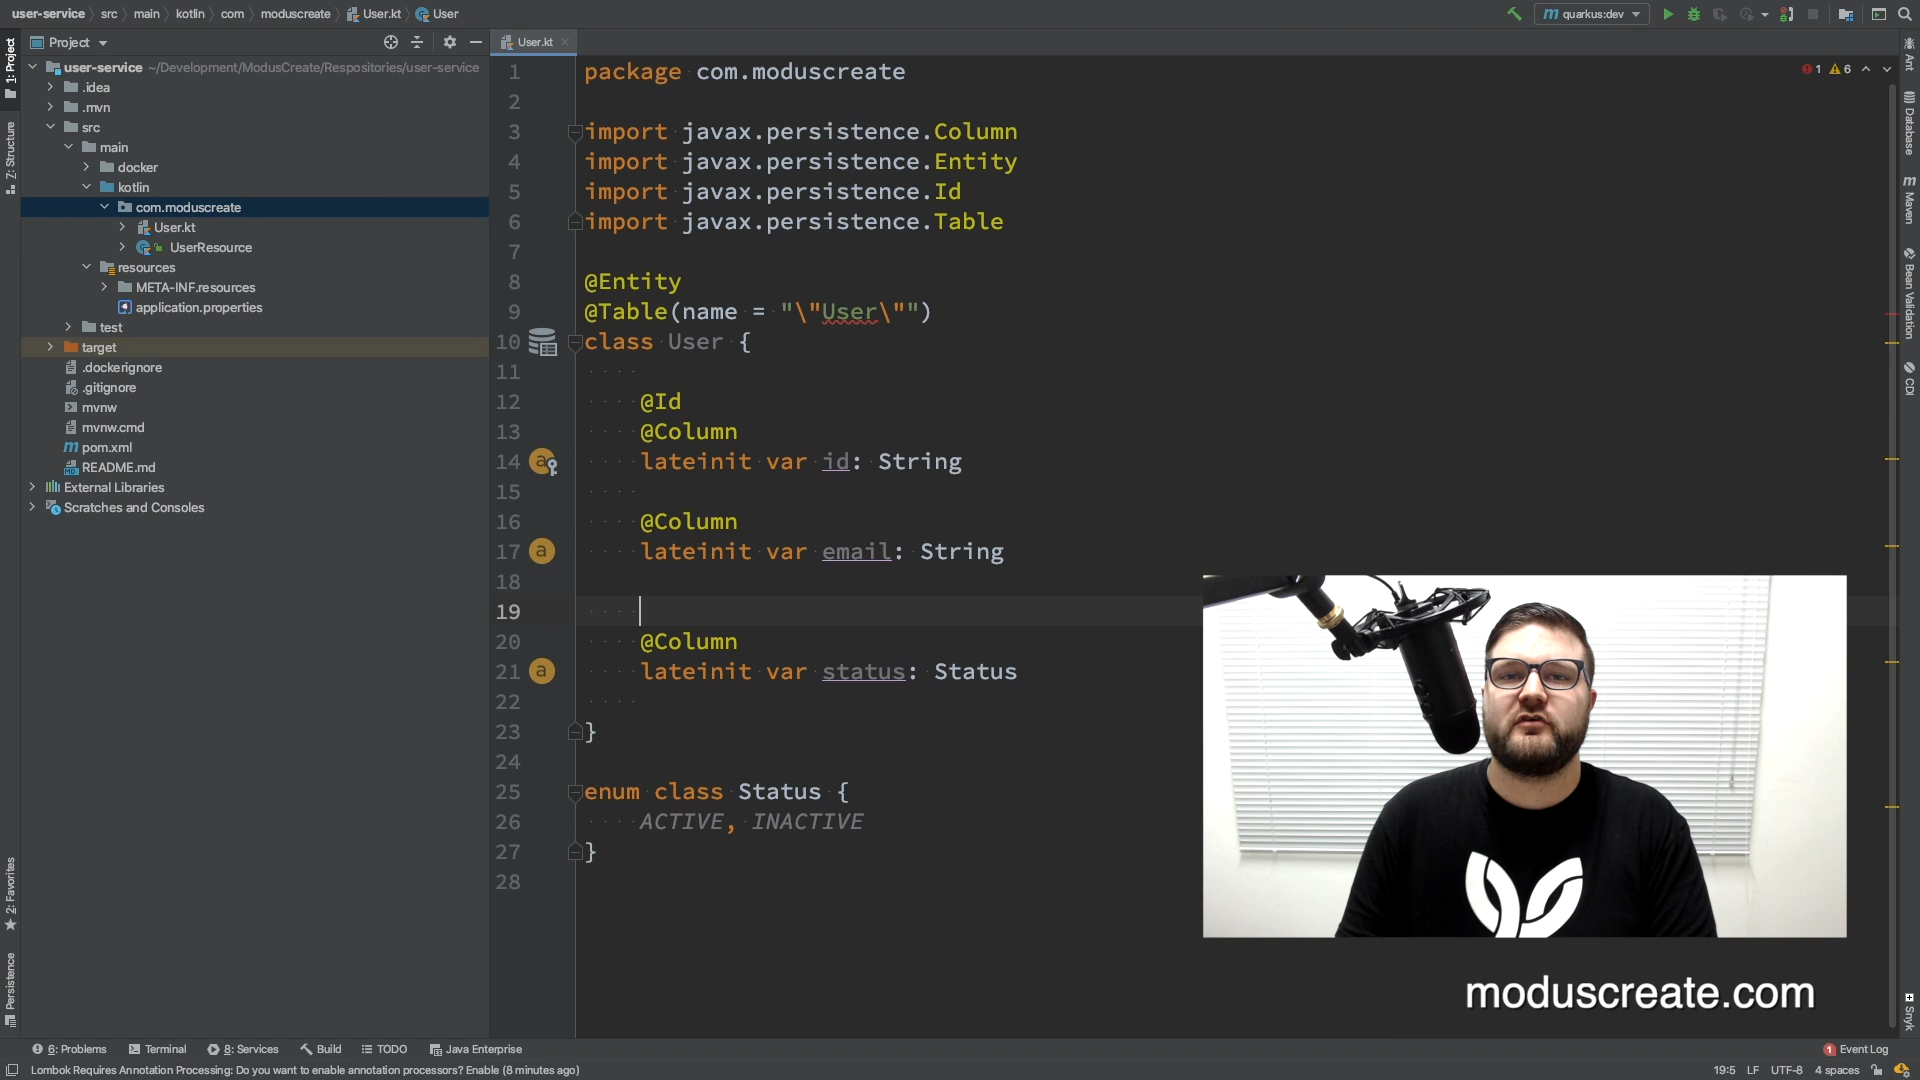 user-service src main kotlin com moduscreate User.kt User
quarkus:dev
Project
User.kt
1: Project
user-service ~/Development/ModusCreate/Respositories/user-service
.idea
.mvn
src
main
docker
kotlin
com.moduscreate
User.kt
UserResource
resources
META-INF.resources
application.properties
test
target
.dockerignore
.gitignore
mvnw
mvnw.cmd
pom.xml
README.md
External Libraries
Scratches and Consoles
Z: Structure
2: Favorites
Persistence
1 package com.moduscreate
2
3 import javax.persistence.Column
4 import javax.persistence.Entity
5 import javax.persistence.Id
6 import javax.persistence.Table
7
8 @Entity
9 @Table(name = "\"User\"")
10 class User {
11
12 @Id
13 @Column
14 lateinit var id: String
15
16 @Column
17 lateinit var email: String
18
19
20 @Column
21 lateinit var status: Status
22
23 }
24
25 enum class Status {
26 ACTIVE, INACTIVE
27 }
28
1 6
Ant
Database
Maven
Bean Validation
CDI
Snyk
moduscreate.com
6: Problems Terminal 8: Services Build TODO Java Enterprise
1 Event Log
Lombok Requires Annotation Processing: Do you want to enable annotation processors? Enable (8 minutes ago)
19:5 LF UTF-8 4 spaces